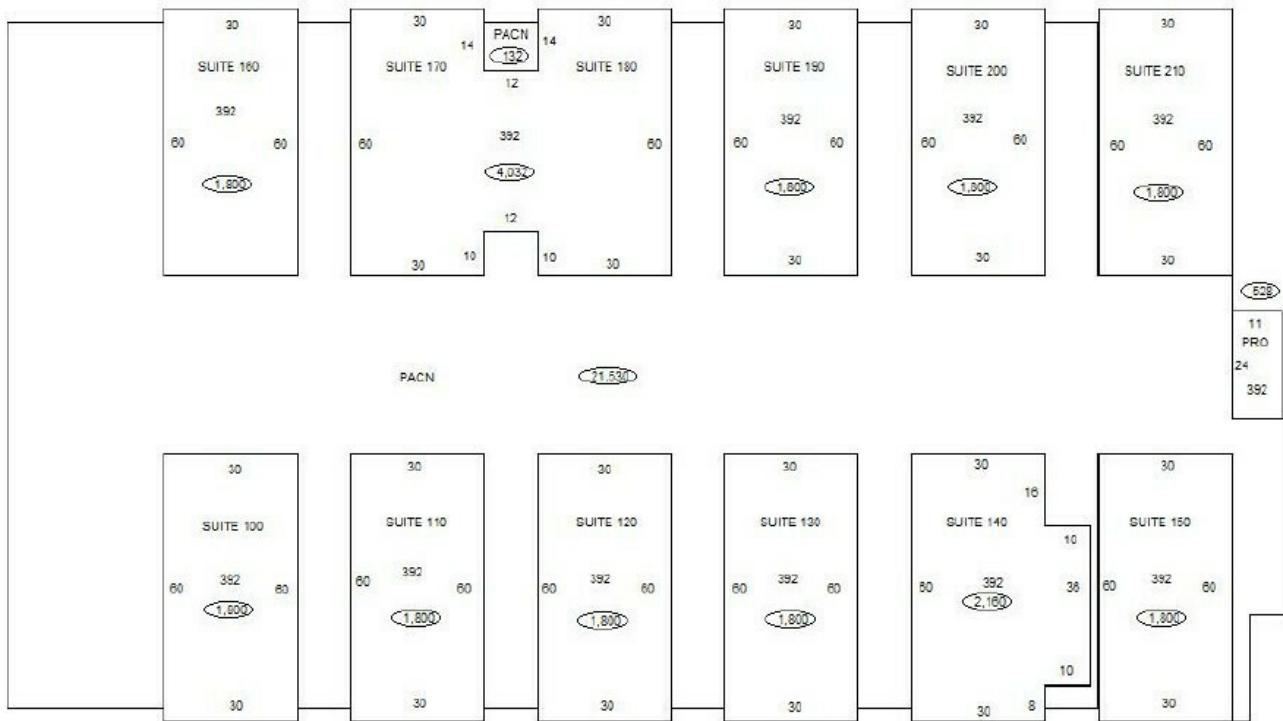 30 30 PACN 30 30 30 30
14 132 14
SUITE 160 SUITE 170 SUITE 180 SUITE 190 SUITE 200 SUITE 210
12
392 392 392 392 392
60 60 60 60 60 60 60 60 60 60
1,800 4,032 1,800 1,800 1,800
12
30 30 10 10 30 30 30 30
528
11
PRO
24
392
PACN 21,530
30 30 30 30 30 30
16
SUITE 100 SUITE 110 SUITE 120 SUITE 130 SUITE 140 SUITE 150
10
392 392 392 392 392 392
60 60 60 60 60 60 60 60 60 36 60 60
1,800 1,800 1,800 1,800 2,160 1,800
10
30 30 30 30 30 8 30